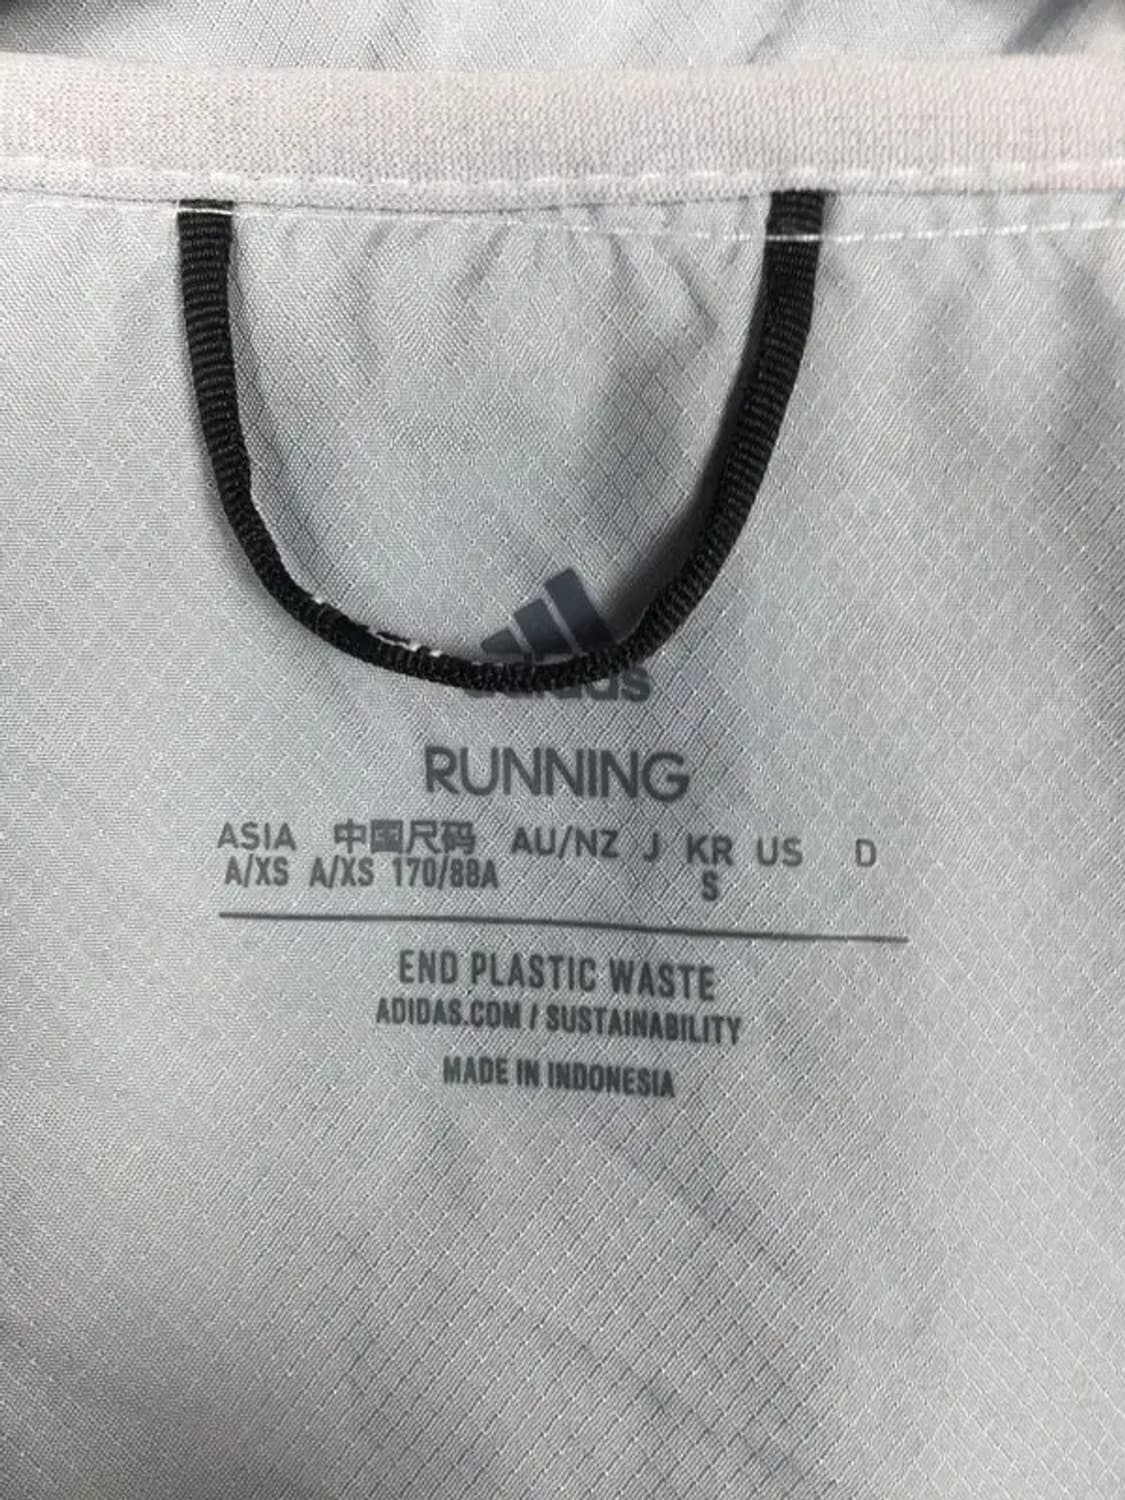 adidas
RUNNING
ASIA 中国尺码 AU/NZ J KR US D
A/XS A/XS 170/88A S
END PLASTIC WASTE
ADIDAS.COM / SUSTAINABILITY
MADE IN INDONESIA